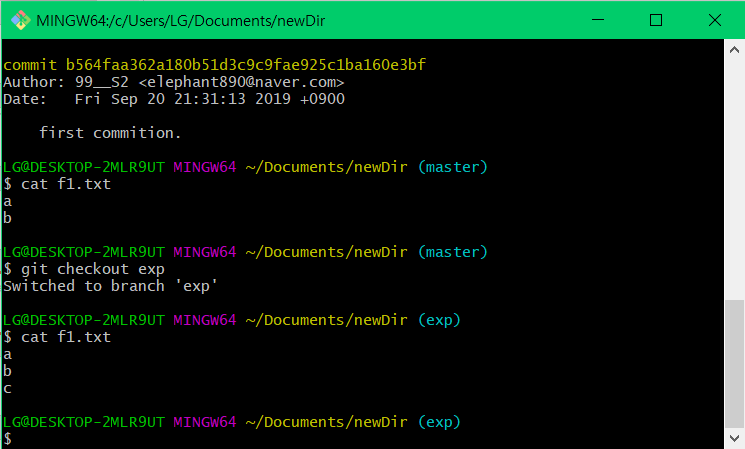 MINGW64:/c/Users/LG/Documents/newDir
commit b564faa362a180b51d3c9c9fae925c1ba160e3bf
Author: 99__S2 <elephant890@naver.com>
Date:   Fri Sep 20 21:31:13 2019 +0900
    first commition.
LG@DESKTOP-2MLR9UT MINGW64 ~/Documents/newDir (master)
$ cat f1.txt
a
b
LG@DESKTOP-2MLR9UT MINGW64 ~/Documents/newDir (master)
$ git checkout exp
Switched to branch 'exp'
LG@DESKTOP-2MLR9UT MINGW64 ~/Documents/newDir (exp)
$ cat f1.txt
a
b
c
LG@DESKTOP-2MLR9UT MINGW64 ~/Documents/newDir (exp)
$